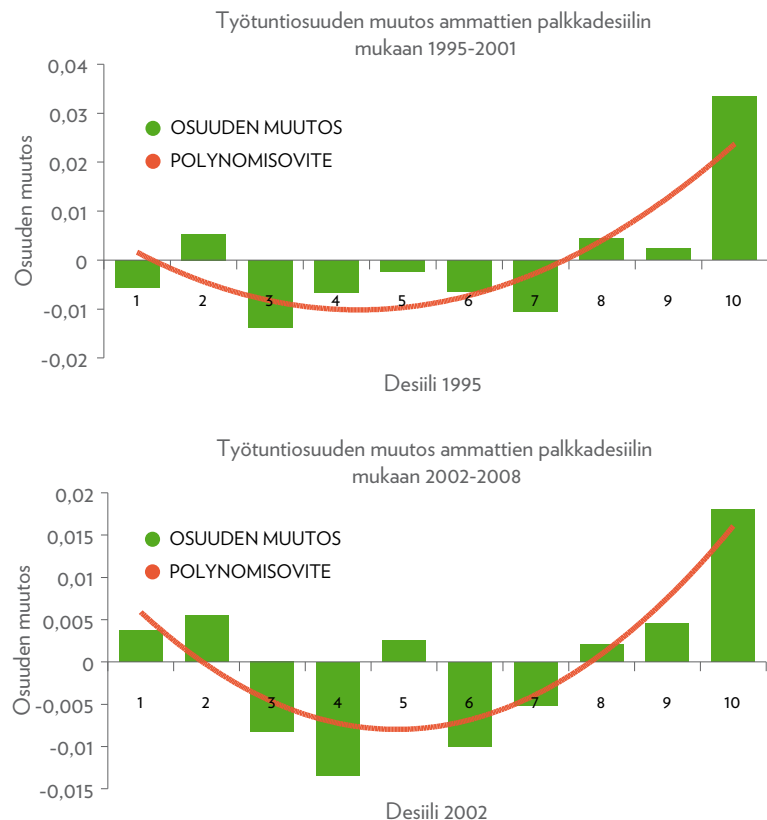 Työtuntiosuuden muutos ammattien palkkadesiilin
mukaan 1995-2001
Osuuden muutos
0,04
0,03
0,02
0,01
0
-0,01
-0,02
OSUUDEN MUUTOS
POLYNOMISOVITE
1 2 3 4 5 6 7 8 9 10
Desiili 1995
Työtuntiosuuden muutos ammattien palkkadesiilin
mukaan 2002-2008
Osuuden muutos
0,02
0,015
0,01
0,005
0
-0,005
-0,01
-0,015
OSUUDEN MUUTOS
POLYNOMISOVITE
1 2 3 4 5 6 7 8 9 10
Desiili 2002